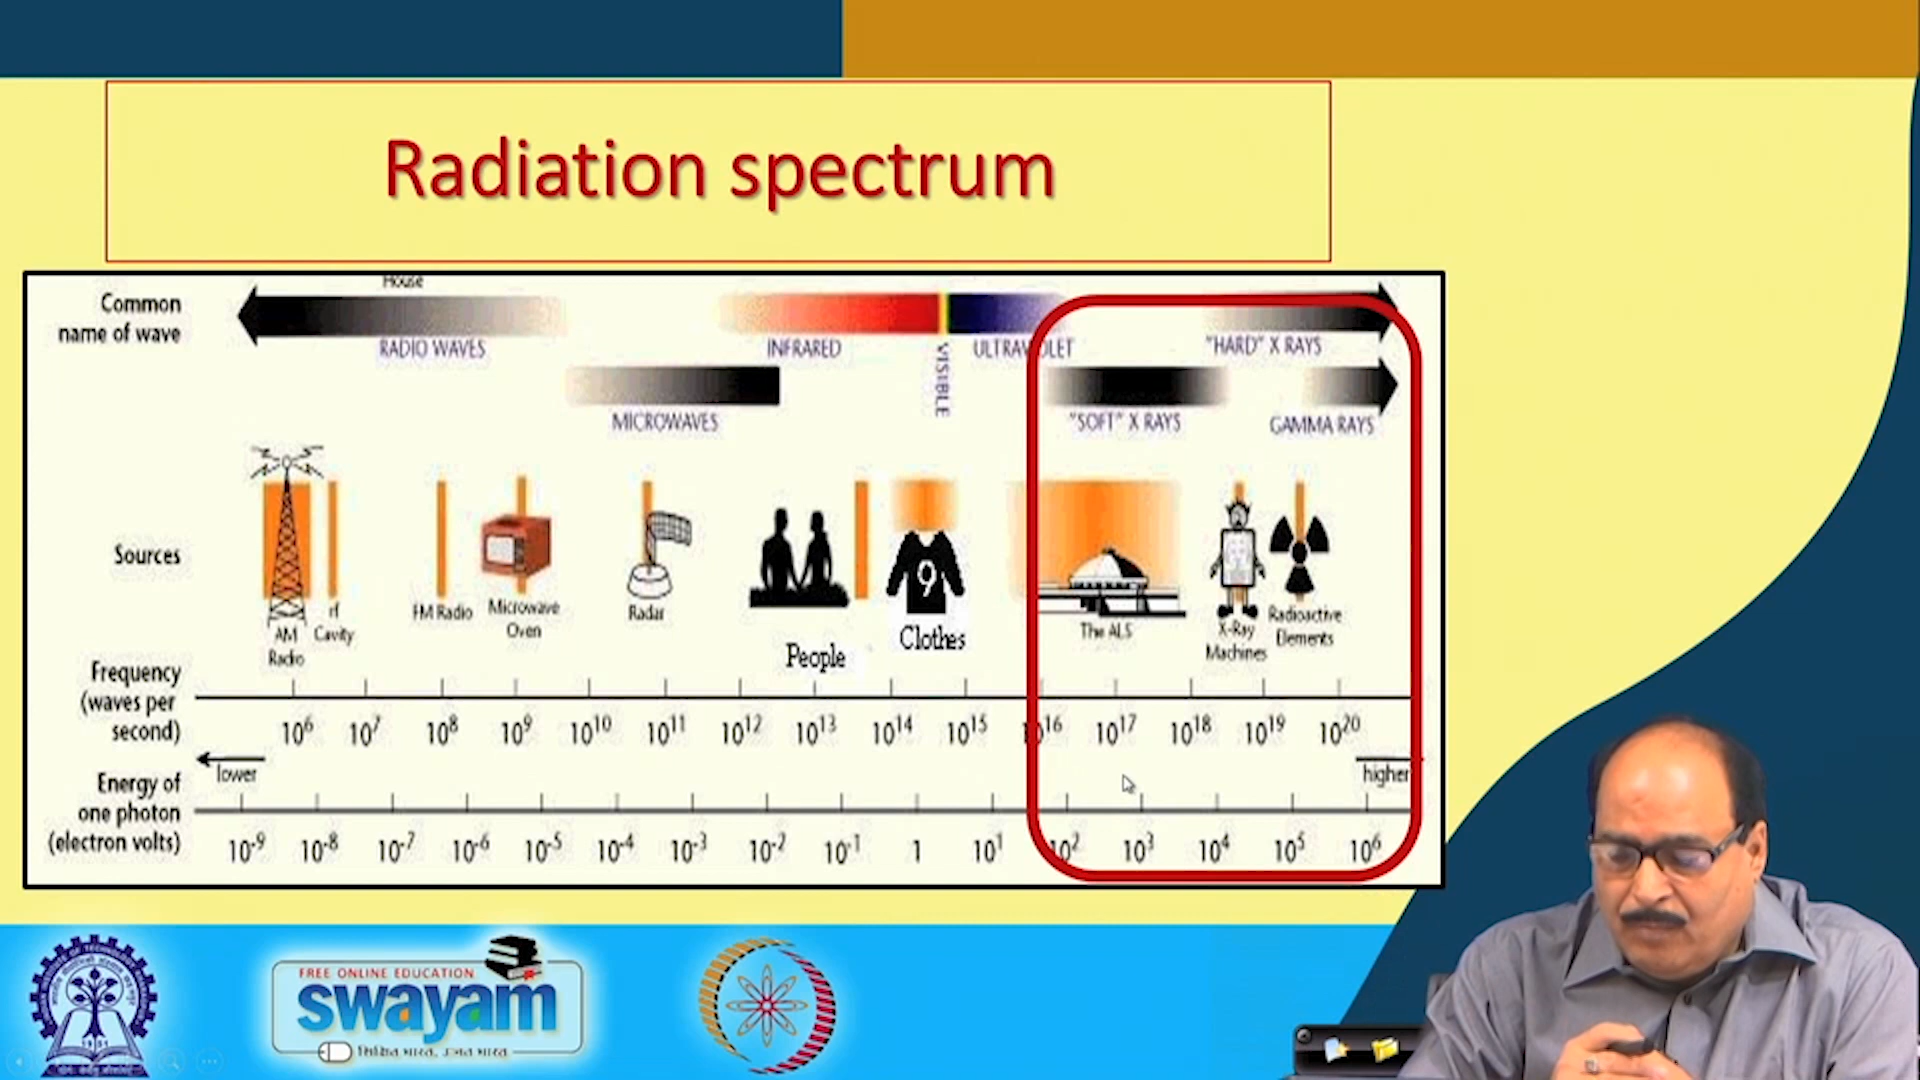 Radiation spectrum
House
Common
name of wave
RADIO WAVES
INFRARED
VISIBLE
ULTRAVIOLET
"HARD" X RAYS
MICROWAVES
"SOFT" X RAYS
GAMMA RAYS
Sources
9
AM
Radio
rf
Cavity
FM Radio
Microwave
Oven
Radar
People
Clothes
The ALS
X-Ray
Machines
Radioactive
Elements
Frequency
(waves per
second)
10⁶ 10⁷ 10⁸ 10⁹ 10¹⁰ 10¹¹ 10¹² 10¹³ 10¹⁴ 10¹⁵ 10¹⁶ 10¹⁷ 10¹⁸ 10¹⁹ 10²⁰
lower
higher
Energy of
one photon
(electron volts)
10⁻⁹ 10⁻⁸ 10⁻⁷ 10⁻⁶ 10⁻⁵ 10⁻⁴ 10⁻³ 10⁻² 10⁻¹ 1 10¹ 10² 10³ 10⁴ 10⁵ 10⁶
FREE ONLINE EDUCATION
swayam
शिक्षित भारत, उन्नत भारत